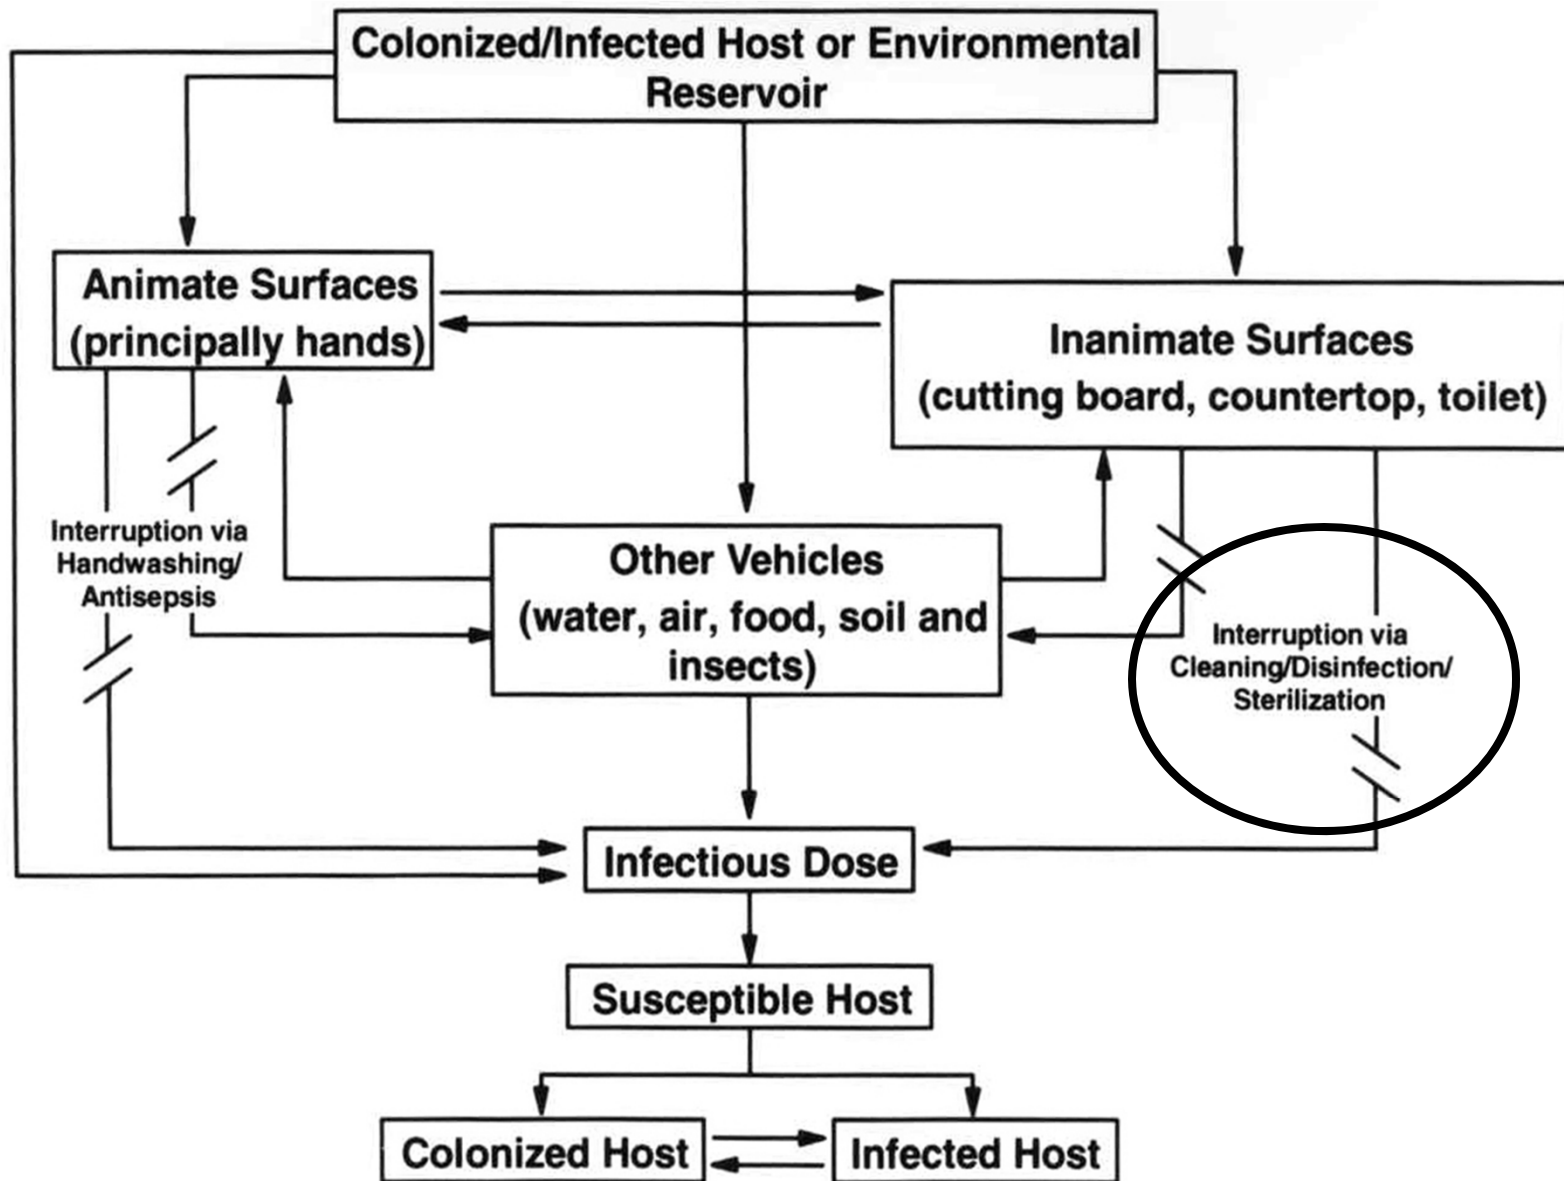 Colonized/Infected Host or Environmental
Reservoir
Animate Surfaces
(principally hands)
Inanimate Surfaces
(cutting board, countertop, toilet)
Interruption via
Handwashing/
Antisepsis
Other Vehicles
(water, air, food, soil and
insects)
Interruption via
Cleaning/Disinfection/
Sterilization
Infectious Dose
Susceptible Host
Colonized Host
Infected Host